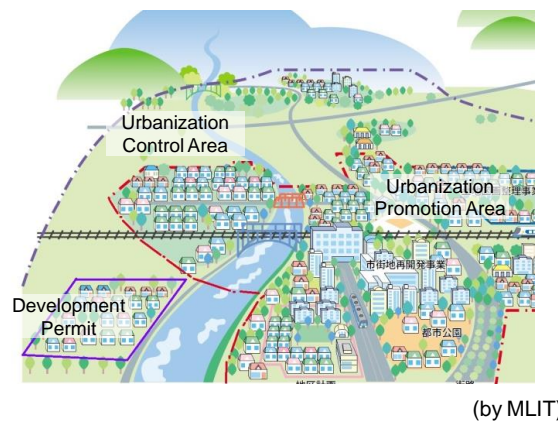 Urbanization
Control Area
Urbanization
Promotion Area
市街地再開発事業
Development
Permit
都市公園
(by MLIT)